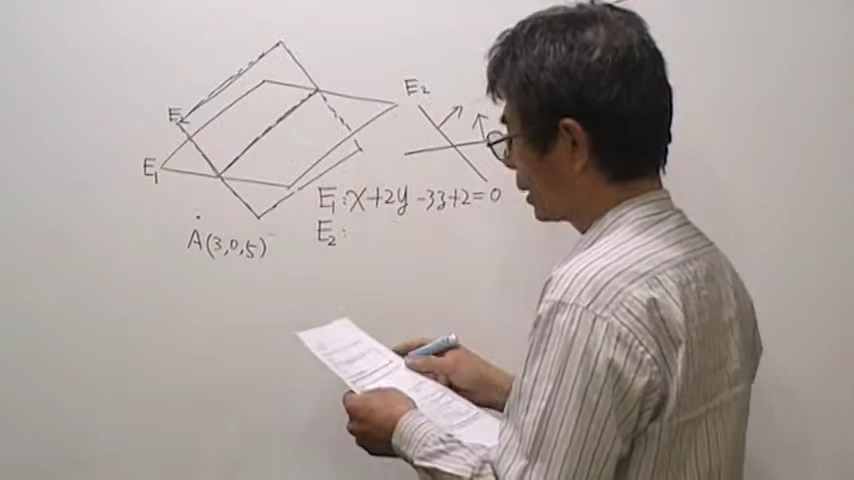 E₂
E₂
E₁
E₁: x+2y-3z+2=0
E₂:
A(3,0,5)